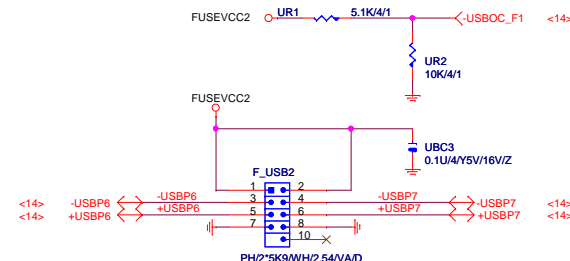 FUSEVCC2 UR1 5.1K/4/1 -USBOC_F1 <14>
UR2
10K/4/1
FUSEVCC2
UBC3
0.1U/4/Y5V/16V/Z
F_USB2
1 2
<14> -USBP6 -USBP6 3 4 -USBP7 -USBP7 <14>
<14> +USBP6 +USBP6 5 6 +USBP7 +USBP7 <14>
7 8
10
PH/2*5K9/WH/2.54/VA/D